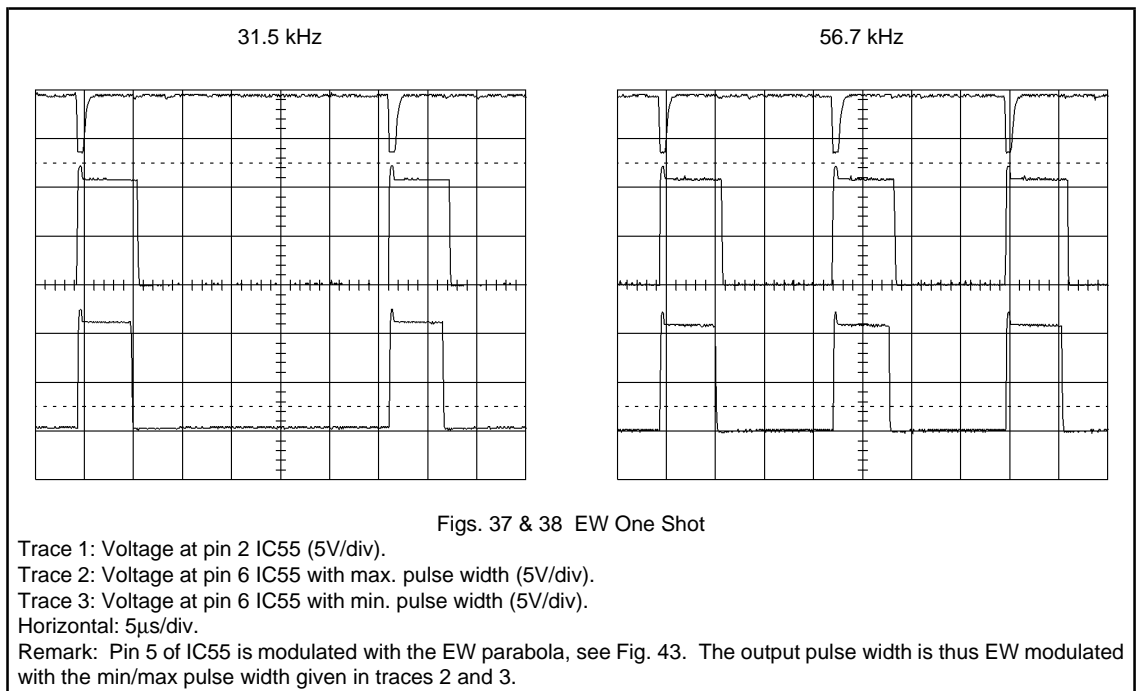 31.5 kHz
56.7 kHz
Figs. 37 & 38  EW One Shot
Trace 1: Voltage at pin 2 IC55 (5V/div).
Trace 2: Voltage at pin 6 IC55 with max. pulse width (5V/div).
Trace 3: Voltage at pin 6 IC55 with min. pulse width (5V/div).
Horizontal: 5µs/div.
Remark:  Pin 5 of IC55 is modulated with the EW parabola, see Fig. 43.  The output pulse width is thus EW modulated
with the min/max pulse width given in traces 2 and 3.